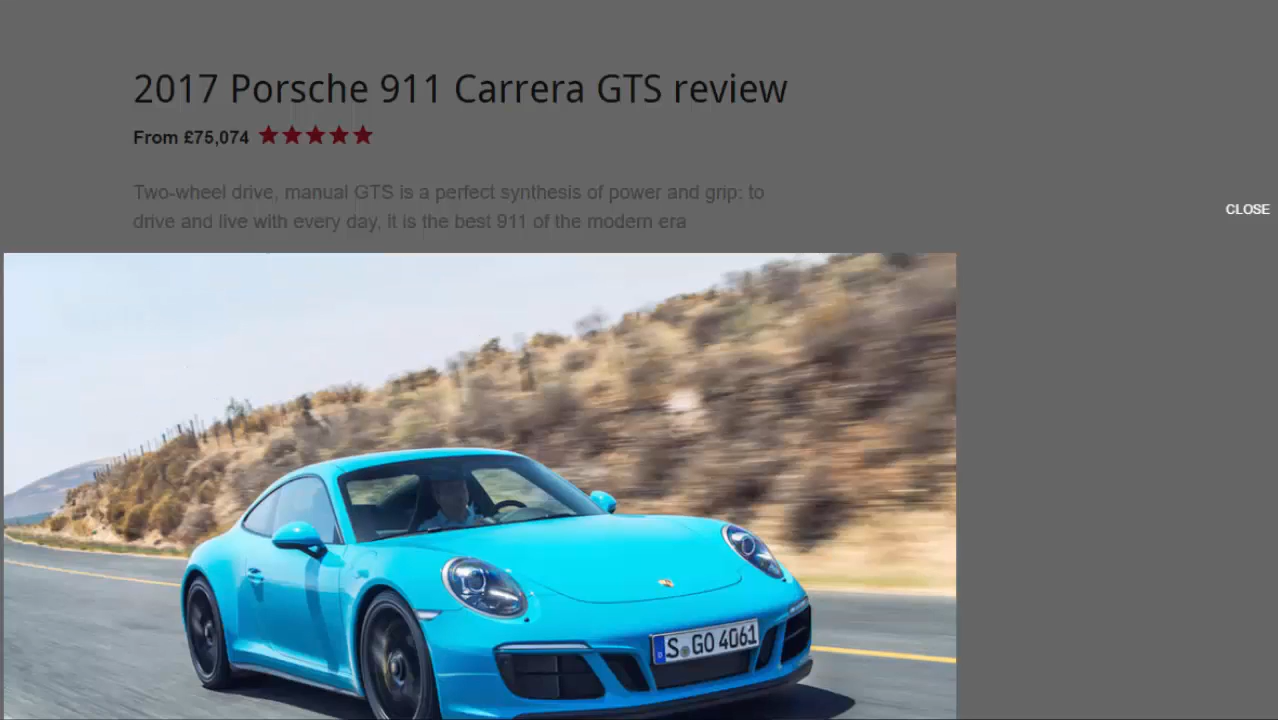 2017 Porsche 911 Carrera GTS review
From £75,074
Two-wheel drive, manual GTS is a perfect synthesis of power and grip: to
drive and live with every day, it is the best 911 of the modern era
CLOSE
S GO 4061